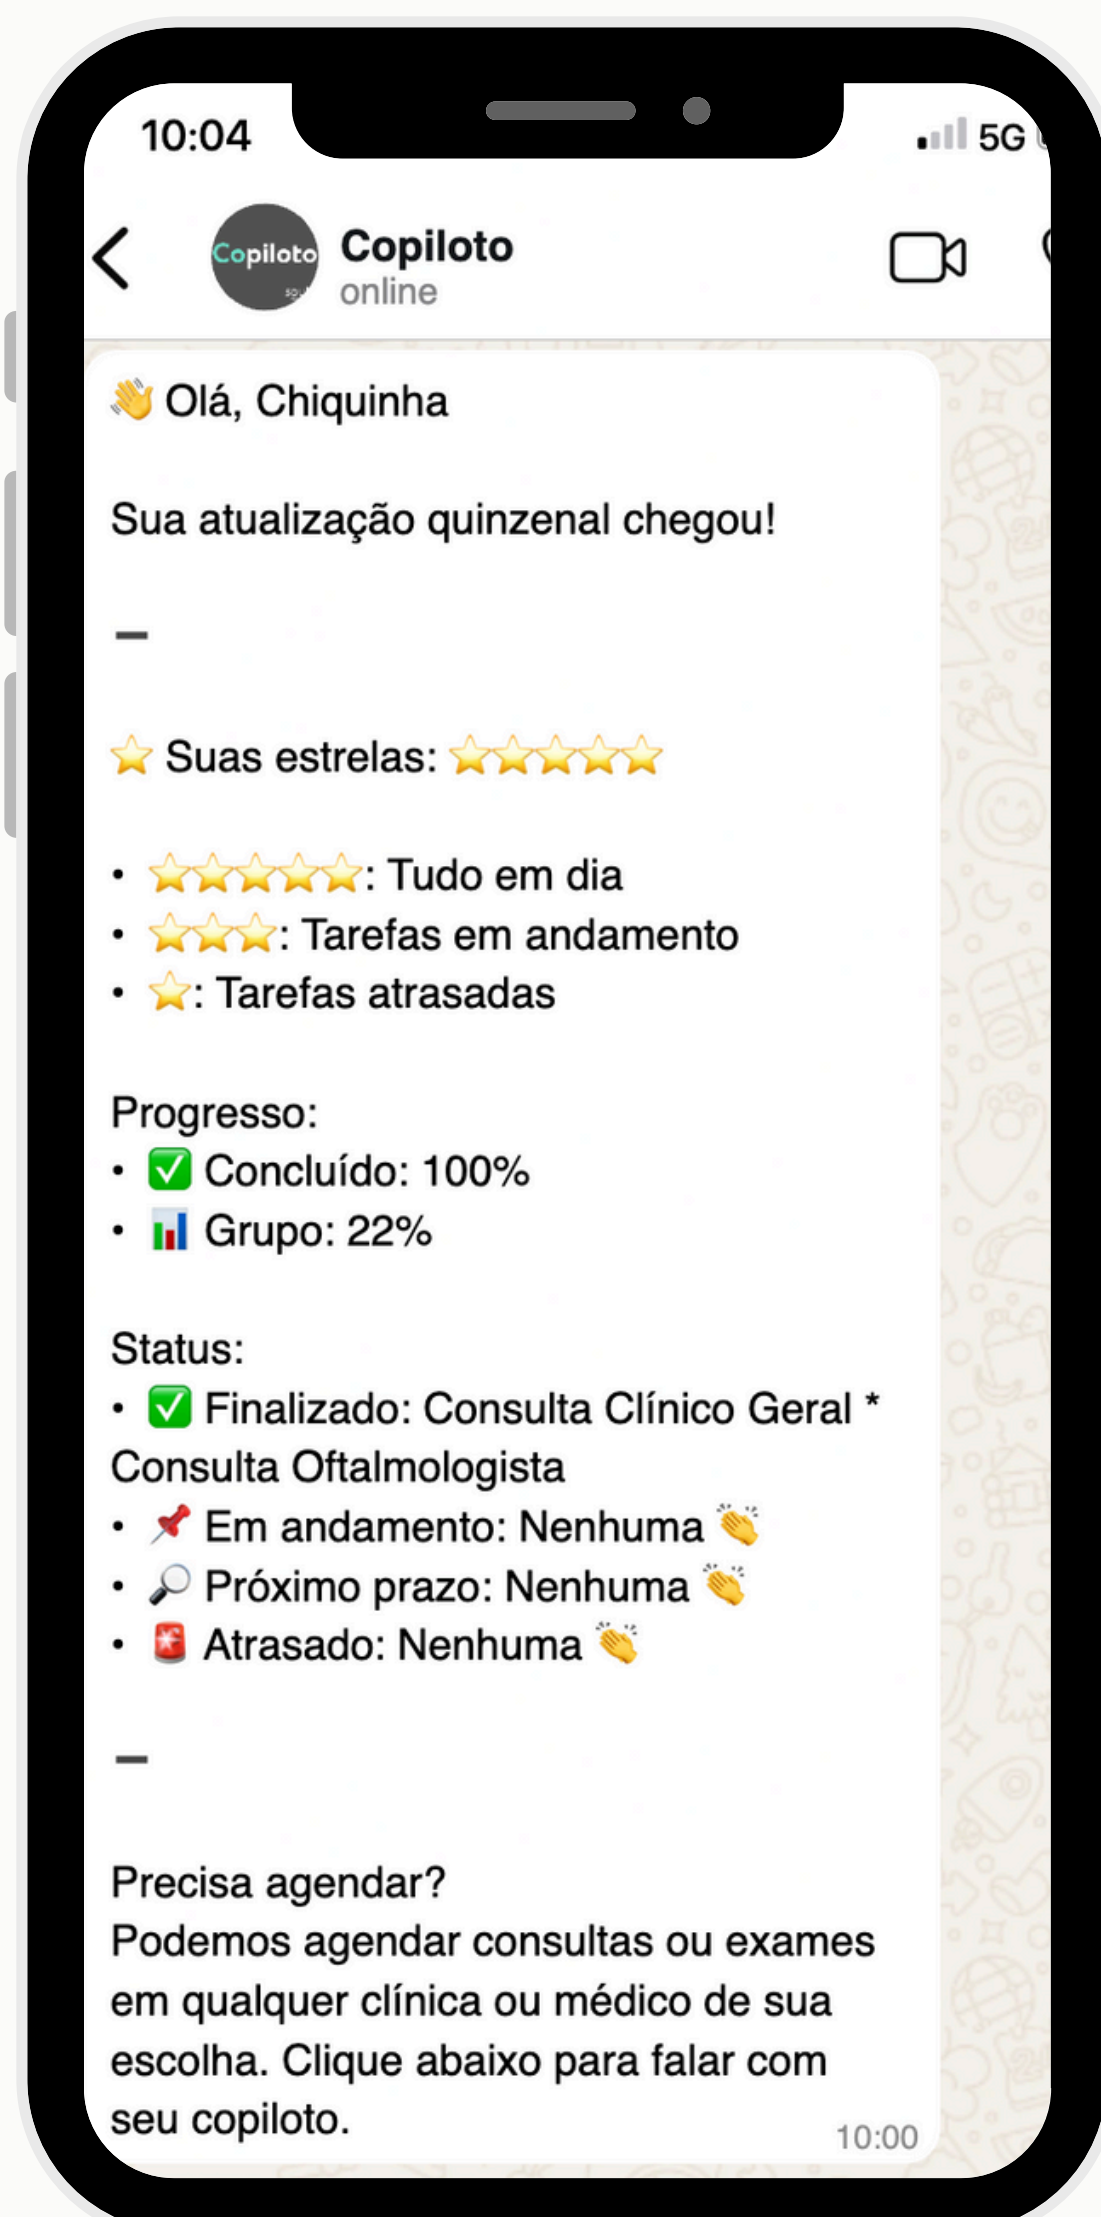 10:04
5G
Copiloto
Copiloto
online
👋 Olá, Chiquinha
Sua atualização quinzenal chegou!
–
⭐ Suas estrelas: ⭐⭐⭐⭐⭐
• ⭐⭐⭐⭐⭐: Tudo em dia
• ⭐⭐⭐: Tarefas em andamento
• ⭐: Tarefas atrasadas
Progresso:
• ✅ Concluído: 100%
• 📊 Grupo: 22%
Status:
• ✅ Finalizado: Consulta Clínico Geral *
Consulta Oftalmologista
• 📌 Em andamento: Nenhuma 👏
• 🔎 Próximo prazo: Nenhuma 👏
• 🚨 Atrasado: Nenhuma 👏
–
Precisa agendar?
Podemos agendar consultas ou exames
em qualquer clínica ou médico de sua
escolha. Clique abaixo para falar com
seu copiloto.
10:00